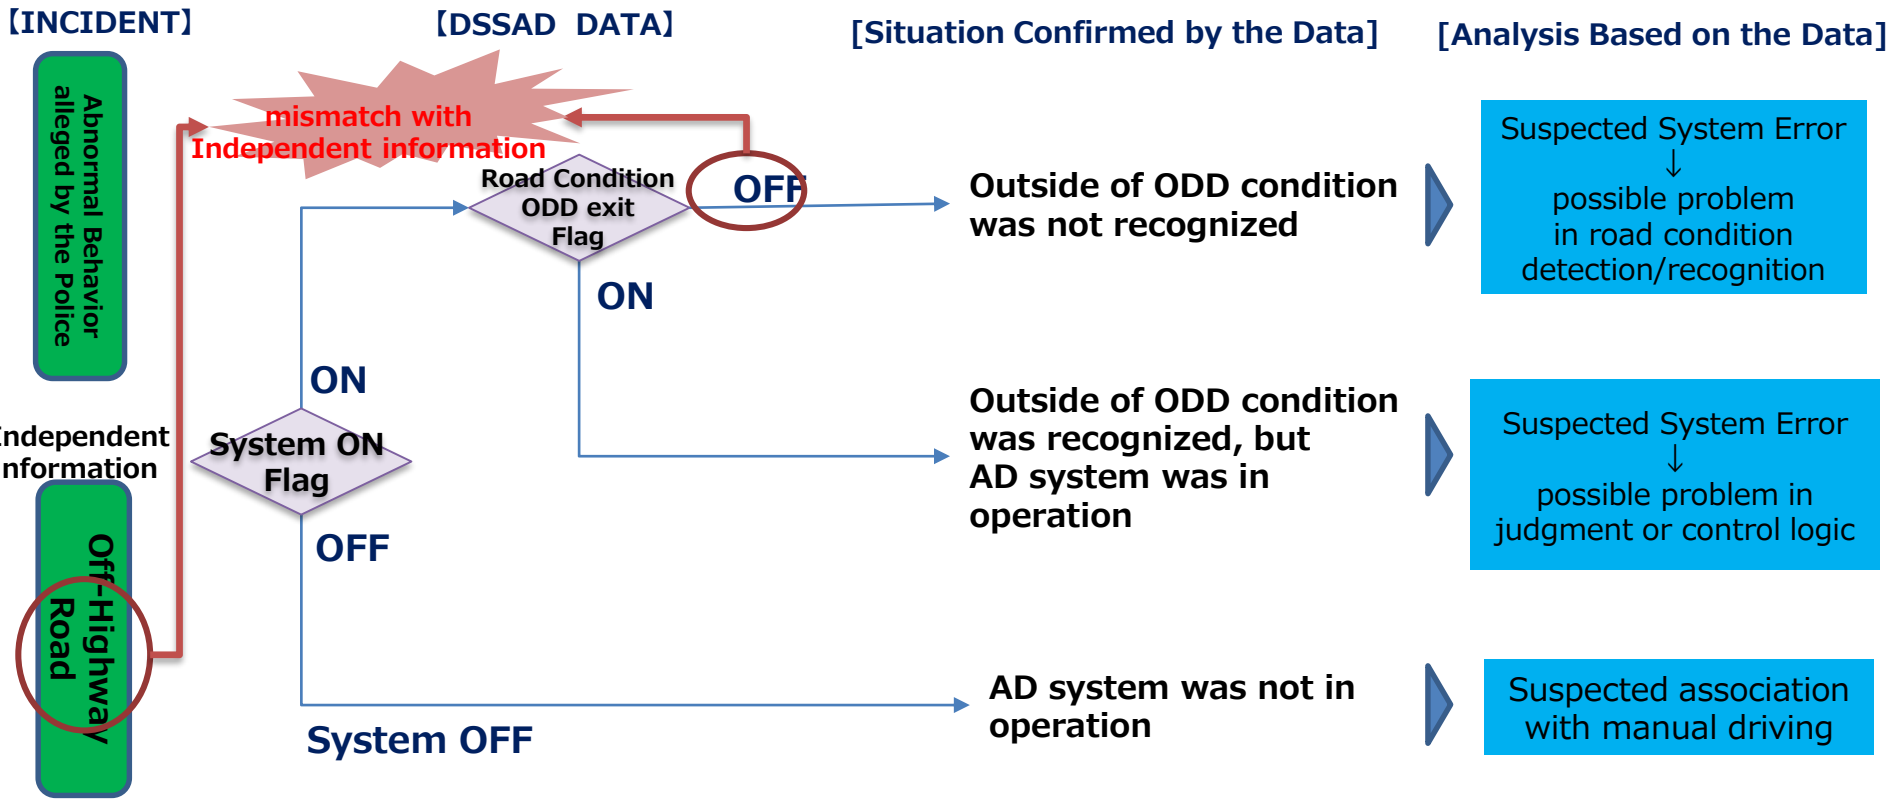 【INCIDENT】
【DSSAD DATA】
[Situation Confirmed by the Data]
[Analysis Based on the Data]
Abnormal Behavior
alleged by the Police
mismatch with
Independent information
Road Condition
ODD exit
Flag
OFF
ON
Outside of ODD condition
was not recognized
Suspected System Error
↓
possible problem
in road condition
detection/recognition
ON
System ON
Flag
OFF
Independent
information
Off-Highway
Road
Outside of ODD condition
was recognized, but
AD system was in
operation
Suspected System Error
↓
possible problem in
judgment or control logic
System OFF
AD system was not in
operation
Suspected association
with manual driving